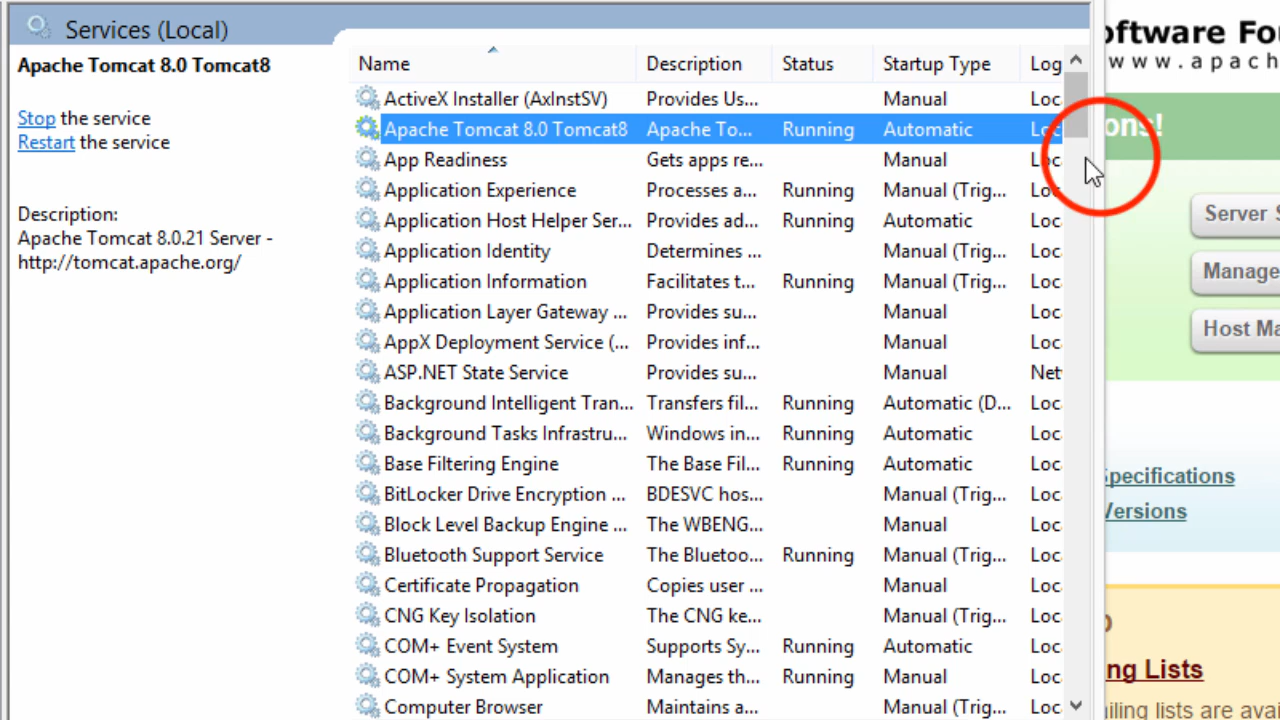 Services (Local)
Apache Tomcat 8.0 Tomcat8
Stop the service
Restart the service
Description:
Apache Tomcat 8.0.21 Server -
http://tomcat.apache.org/
Name Description Status Startup Type Log
ActiveX Installer (AxInstSV) Provides Us... Manual Loc
Apache Tomcat 8.0 Tomcat8 Apache To... Running Automatic Loc
App Readiness Gets apps re... Manual Loc
Application Experience Processes a... Running Manual (Trig... Loc
Application Host Helper Ser... Provides ad... Running Automatic Loc
Application Identity Determines ... Manual (Trig... Loc
Application Information Facilitates t... Running Manual (Trig... Loc
Application Layer Gateway ... Provides su... Manual Loc
AppX Deployment Service (... Provides inf... Manual Loc
ASP.NET State Service Provides su... Manual Net
Background Intelligent Tran... Transfers fil... Running Automatic (D... Loc
Background Tasks Infrastru... Windows in... Running Automatic Loc
Base Filtering Engine The Base Fil... Running Automatic Loc
BitLocker Drive Encryption ... BDESVC hos... Manual (Trig... Loc
Block Level Backup Engine ... The WBENG... Manual Loc
Bluetooth Support Service The Bluetoo... Running Manual (Trig... Loc
Certificate Propagation Copies user ... Manual Loc
CNG Key Isolation The CNG ke... Manual (Trig... Loc
COM+ Event System Supports Sy... Running Automatic Loc
COM+ System Application Manages th... Running Manual Loc
Computer Browser Maintains a... Running Manual (Trig... Loc
oftware Fou
www.apach
ons!
Server S
Manage
Host Ma
Specifications
Versions
ng Lists
ailing lists are avai